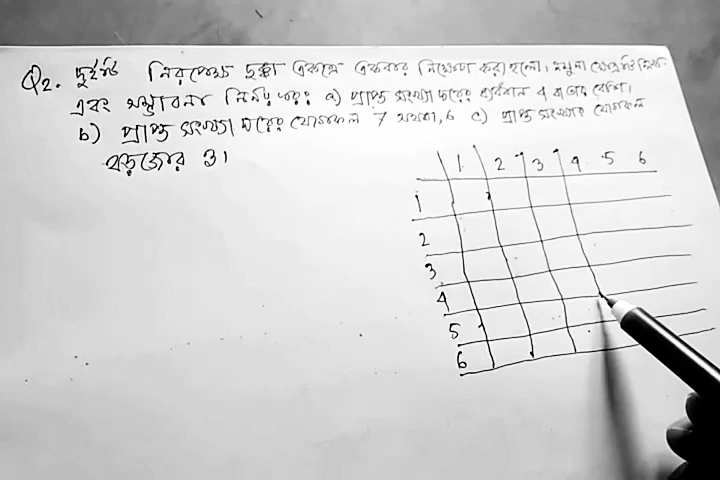 Q2. দুইটি নিরপেক্ষ ছক্কা একত্রে একবার নিক্ষেপ করা হলো। নমুনা ক্ষেত্রটি লিখ
এবং সম্ভাবনা নির্ণয় কর: a) প্রাপ্ত সংখ্যা দ্বয়ের ব্যবধান 4 বা তার বেশি।
b) প্রাপ্ত সংখ্যা দ্বয়ের যোগফল 7 অথবা, 6 c) প্রাপ্ত সংখ্যার যোগফল
বড়জোর 3।
1 2 3 4 5 6
1
2
3
4
5
6